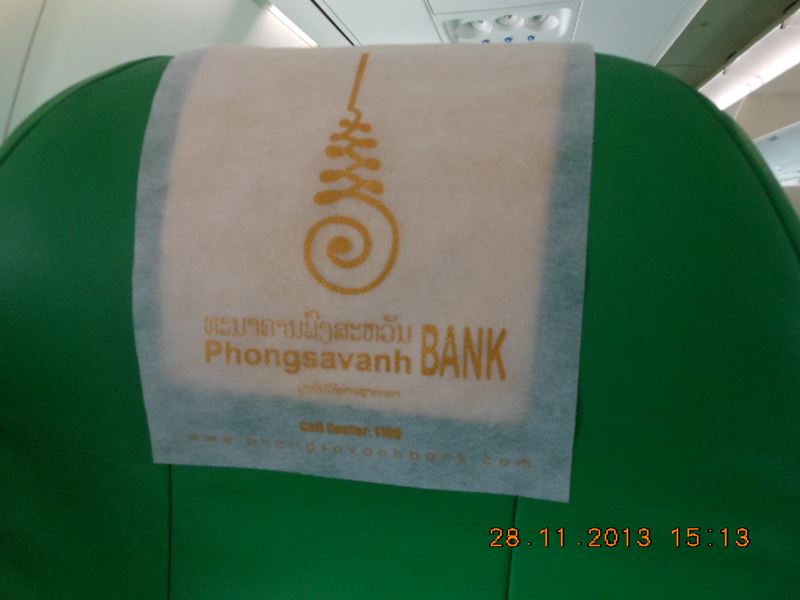 ທະນາຄານພົງສະຫວັນ
Phongsavanh BANK
Call Center: 1188
www.phongsavanhbank.com
28.11.2013 15:13